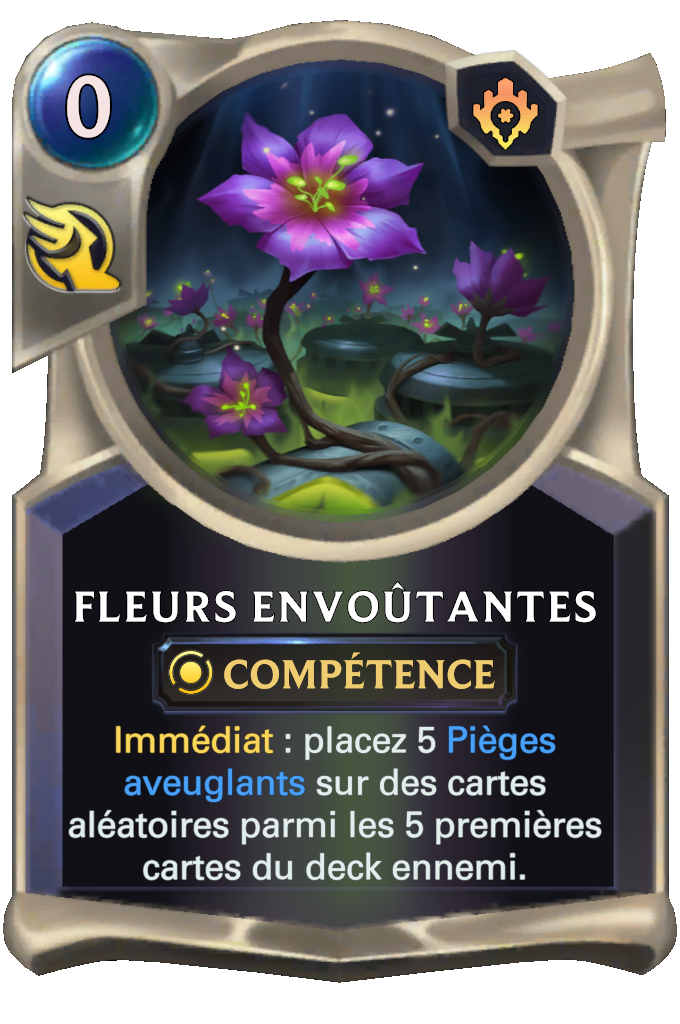 0
FLEURS ENVOÛTANTES
COMPÉTENCE
Immédiat : placez 5 Pièges
aveuglants sur des cartes
aléatoires parmi les 5 premières
cartes du deck ennemi.